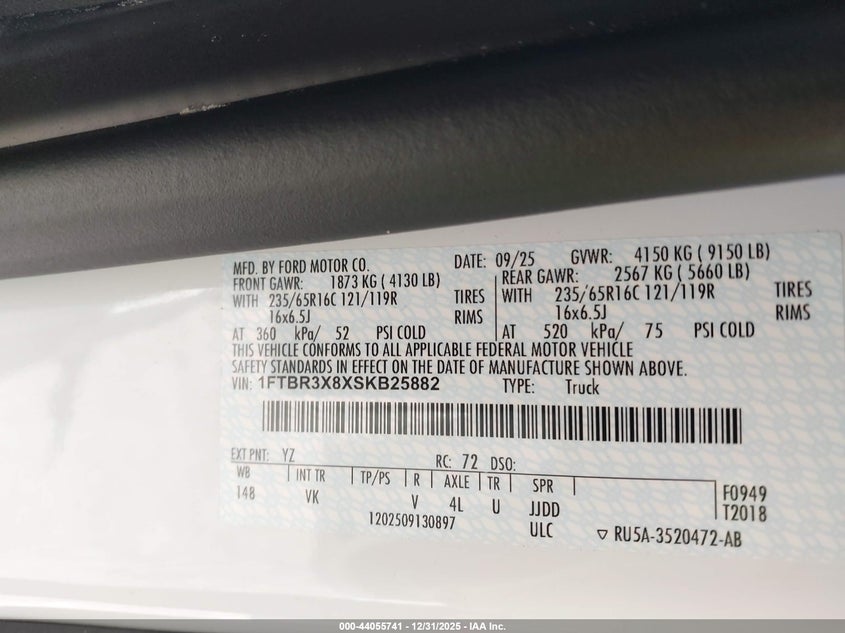 MFD. BY FORD MOTOR CO. DATE: 09/25 GVWR: 4150 KG ( 9150 LB)
FRONT GAWR: 1873 KG ( 4130 LB) REAR GAWR: 2567 KG ( 5660 LB)
WITH 235/65R16C 121/119R TIRES WITH 235/65R16C 121/119R TIRES
16x6.5J RIMS 16x6.5J RIMS
AT 360 kPa/ 52 PSI COLD AT 520 kPa/ 75 PSI COLD
THIS VEHICLE CONFORMS TO ALL APPLICABLE FEDERAL MOTOR VEHICLE
SAFETY STANDARDS IN EFFECT ON THE DATE OF MANUFACTURE SHOWN ABOVE.
VIN: 1FTBR3X8XSKB25882 TYPE: Truck
EXT PNT: YZ RC: 72 DSO:
WB INT TR TP/PS R AXLE TR SPR F0949
148 VK V 4L U JJDD T2018
1202509130897 ULC RU5A-3520472-AB
000-44055741 - 12/31/2025 - IAA Inc.